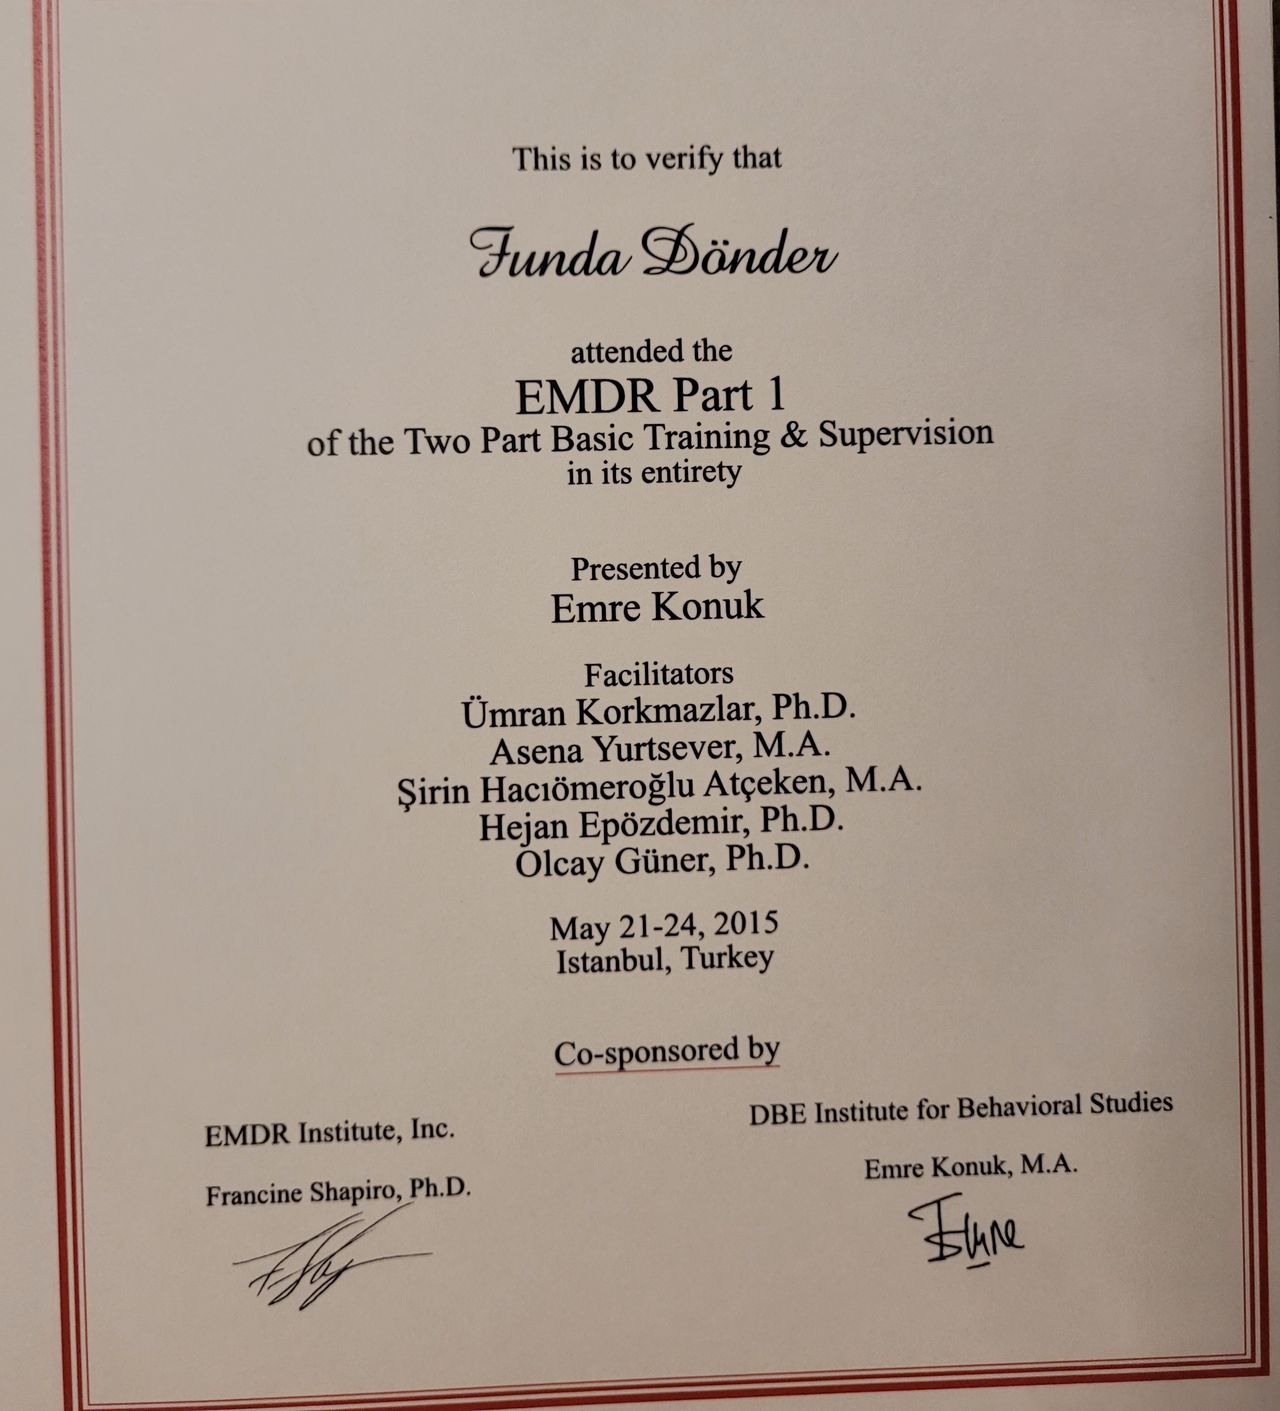 This is to verify that
Funda Dönder
attended the
EMDR Part 1
of the Two Part Basic Training & Supervision
in its entirety
Presented by
Emre Konuk
Facilitators
Ümran Korkmazlar, Ph.D.
Asena Yurtsever, M.A.
Şirin Hacıömeroğlu Atçeken, M.A.
Hejan Epözdemir, Ph.D.
Olcay Güner, Ph.D.
May 21-24, 2015
Istanbul, Turkey
Co-sponsored by
EMDR Institute, Inc.
Francine Shapiro, Ph.D.
DBE Institute for Behavioral Studies
Emre Konuk, M.A.